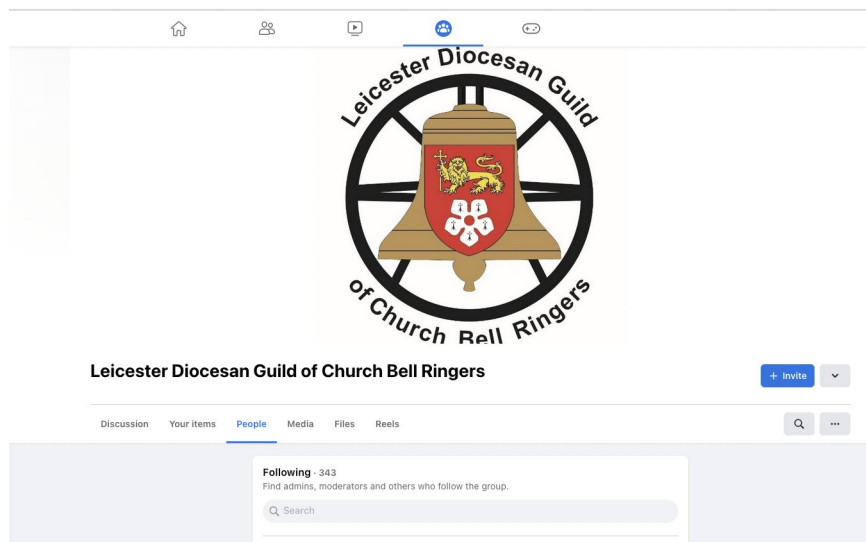 Leicester Diocesan Guild
of Church Bell Ringers
Leicester Diocesan Guild of Church Bell Ringers
+ Invite
Discussion Your items People Media Files Reels
Following · 343
Find admins, moderators and others who follow the group.
Search